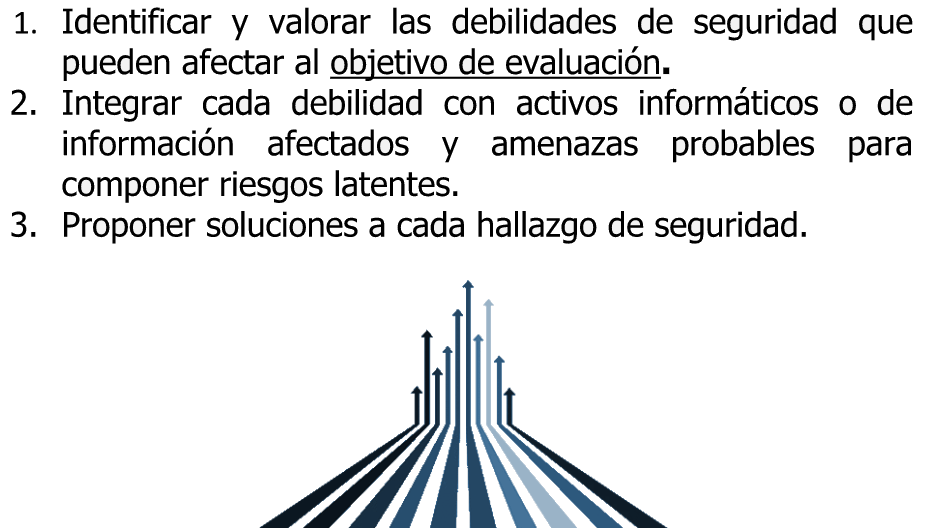 1. Identificar y valorar las debilidades de seguridad que
pueden afectar al objetivo de evaluación.
2. Integrar cada debilidad con activos informáticos o de
información afectados y amenazas probables para
componer riesgos latentes.
3. Proponer soluciones a cada hallazgo de seguridad.